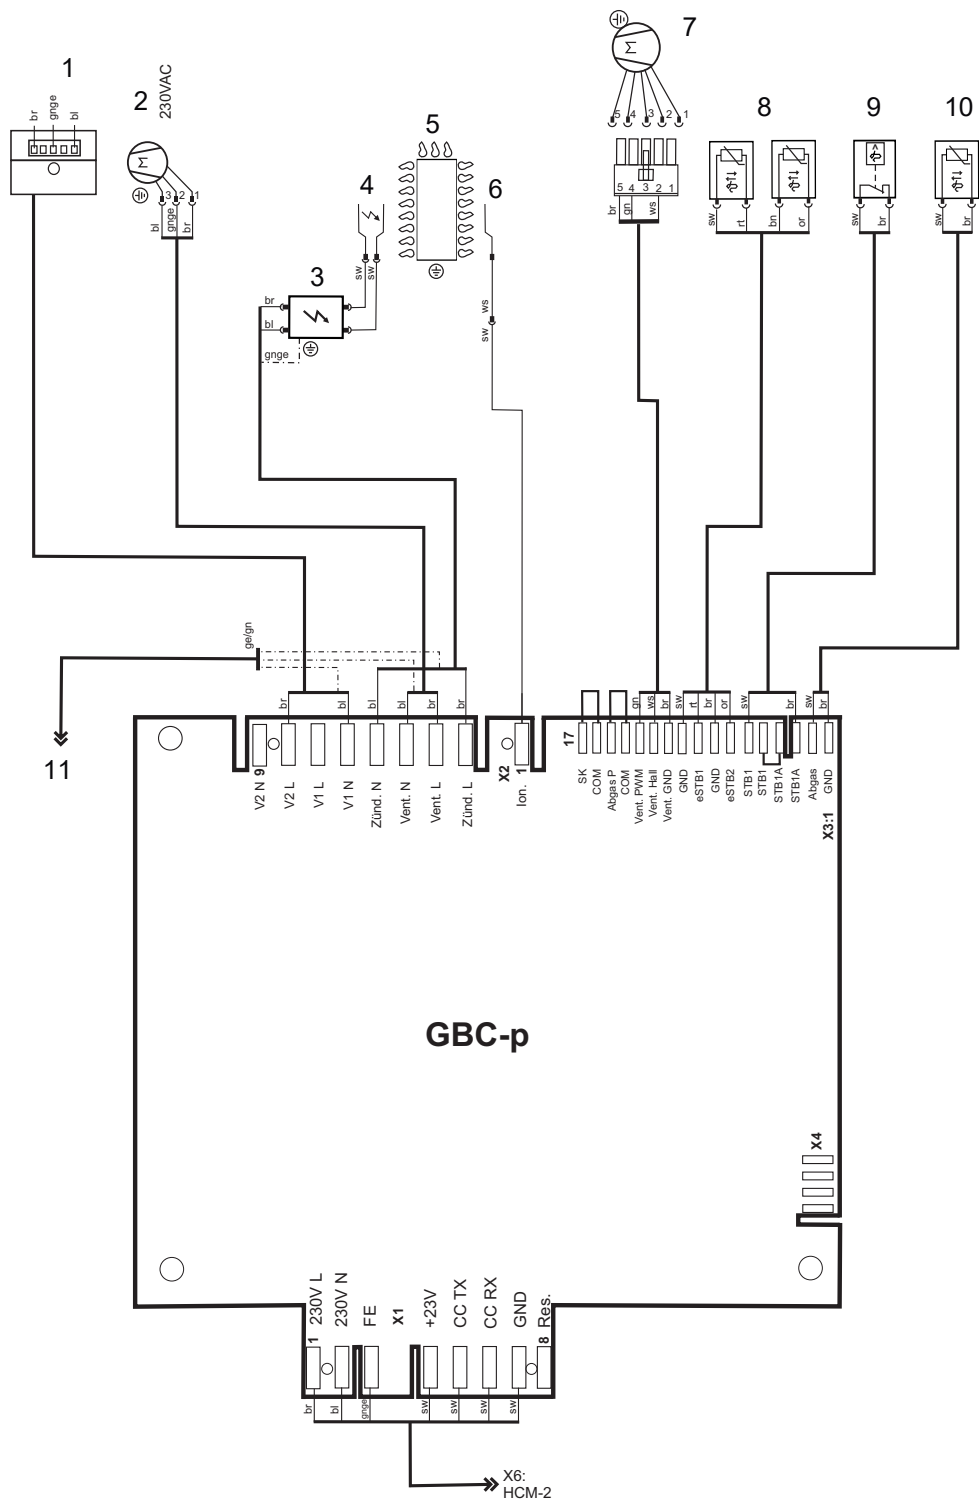 1
2
230VAC
3
4
5
6
7
8
9
10
br
gnge
bl
Σ
3
2
1
bl
gnge
br
sw
sw
br
bl
gnge
ws
sw
Σ
5
4
3
2
1
5 4 3 2 1
br
gn
ws
sw
rt
bn
or
sw
br
sw
br
ge/gn
11
br
bl
bl
bl
br
br
gn
ws
br
sw
rt
br
or
sw
br
sw
br
9
V2 N
V2 L
V1 L
V1 N
Zünd. N
Vent. N
Vent. L
Zünd. L
X2
1
Ion.
17
SK
COM
Abgas P
COM
Vent. PWM
Vent. Hall
Vent. GND
GND
eSTB1
GND
eSTB2
STB1
STB1
STB1A
STB1A
Abgas
GND
X3:1
GBC-p
X4
1
230V L
230V N
FE
X1
+23V
CC TX
CC RX
GND
8
Res.
br
bl
gnge
sw
sw
sw
sw
X6:
HCM-2